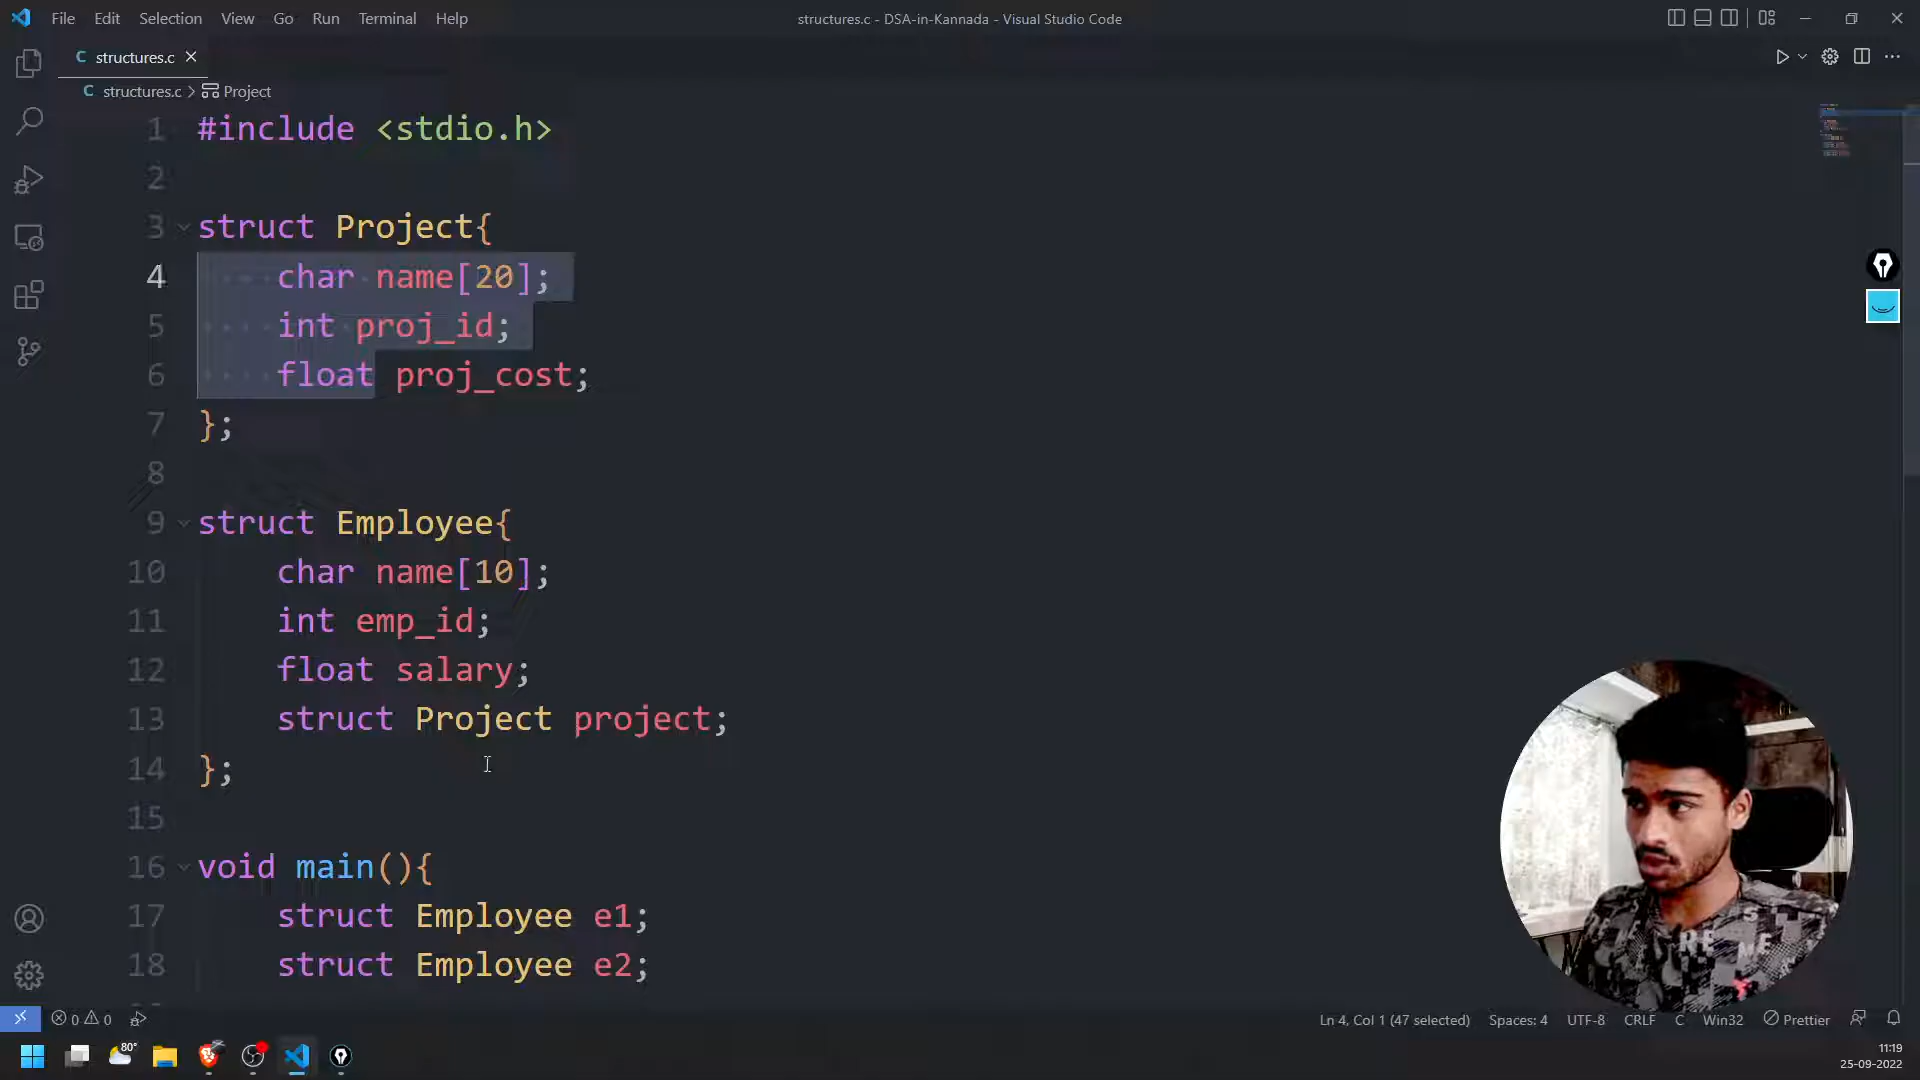 File Edit Selection View Go Run Terminal Help
structures.c - DSA-in-Kannada - Visual Studio Code
C structures.c
C structures.c > Project
1 #include <stdio.h>
2
3 struct Project{
4 char name[20];
5 int proj_id;
6 float proj_cost;
7 };
8
9 struct Employee{
10 char name[10];
11 int emp_id;
12 float salary;
13 struct Project project;
14 };
15
16 void main(){
17 struct Employee e1;
18 struct Employee e2;
0 0
Ln 4, Col 1 (47 selected) Spaces: 4 UTF-8 CRLF C Win32 Prettier
80°
11:19
25-09-2022